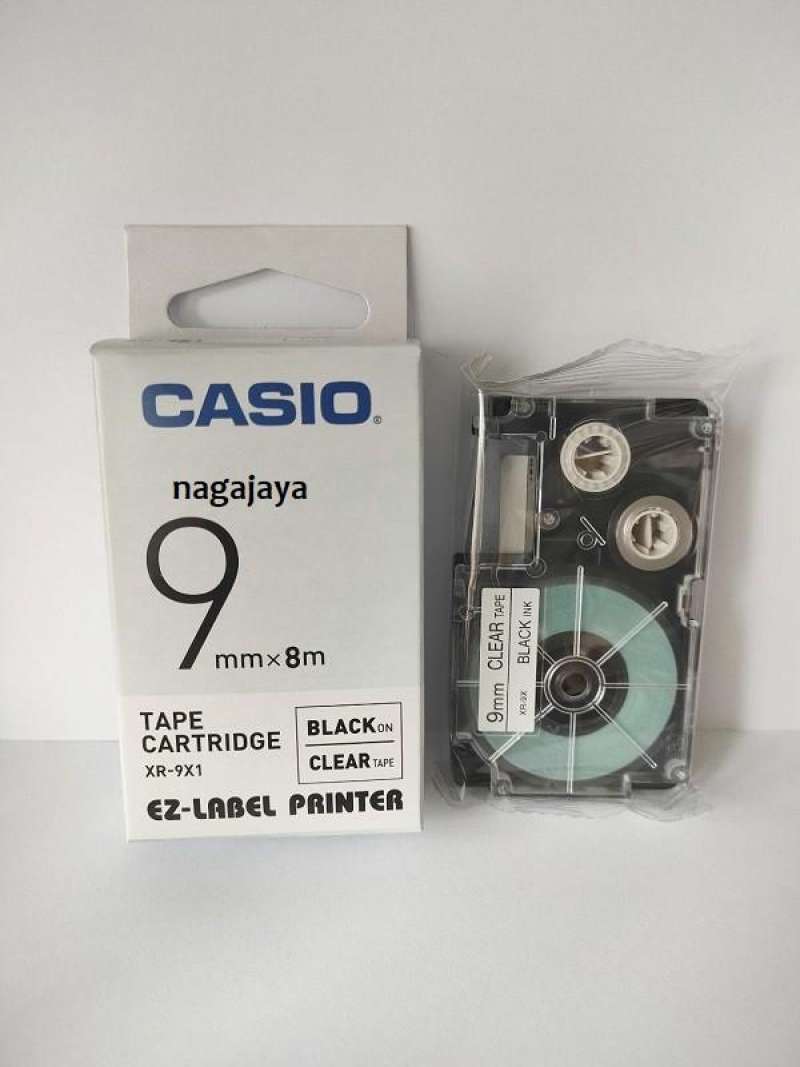 CASIO®
nagajaya
9mm×8m
TAPE
CARTRIDGE
XR-9X1
BLACK ON
CLEAR TAPE
EZ-LABEL PRINTER
9mm CLEAR TAPE
XR-9X BLACK INK
9